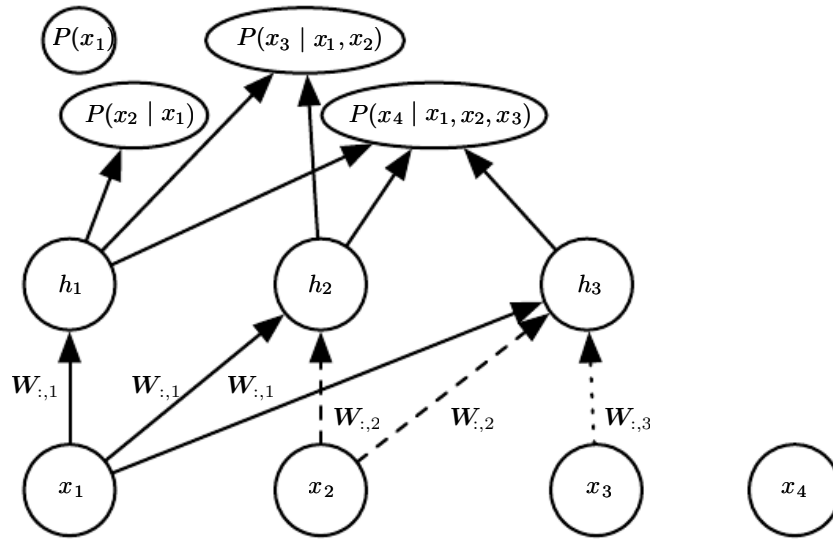 P(x₁)
P(x₃ | x₁, x₂)
P(x₂ | x₁)
P(x₄ | x₁, x₂, x₃)
h₁
h₂
h₃
W:,1
W:,1
W:,1
W:,2
W:,2
W:,3
x₁
x₂
x₃
x₄